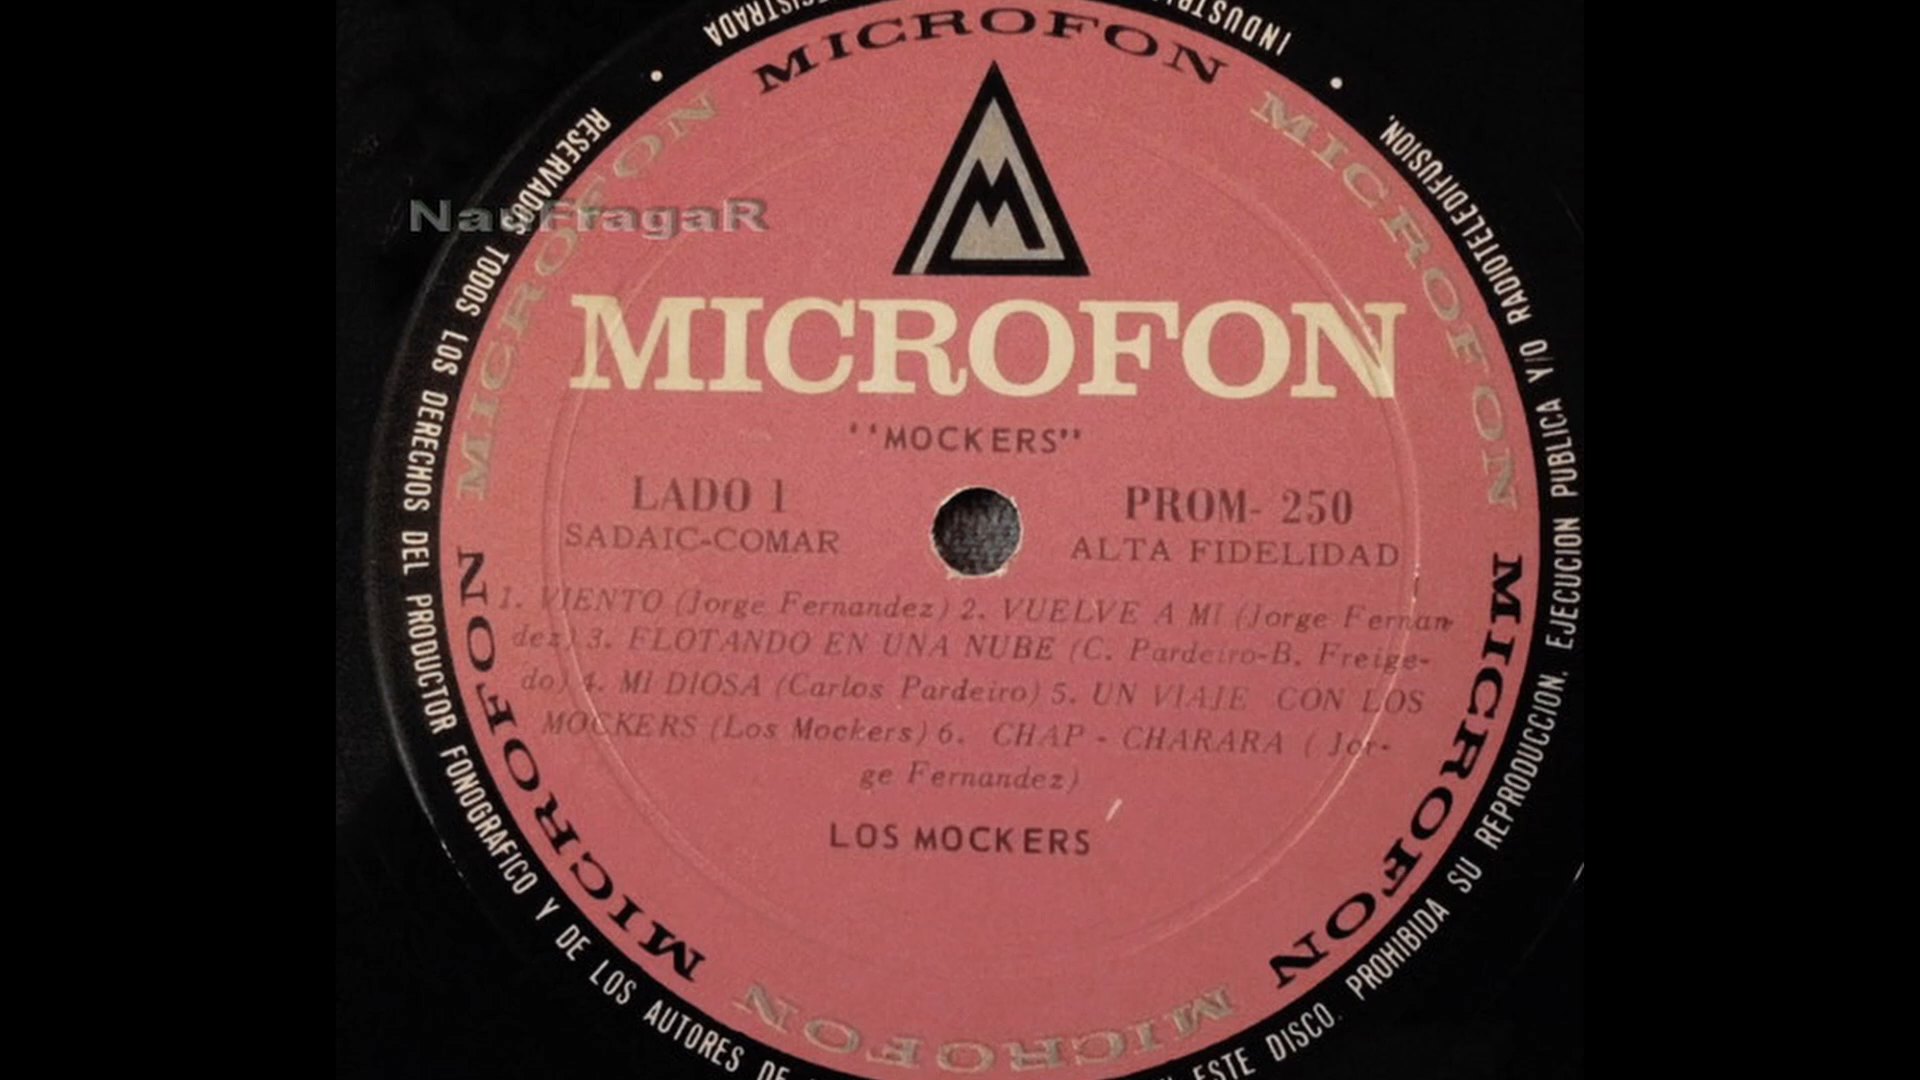 MICROFON MICROFON MICROFON MICROFON MICROFON MICROFON
NauFragaR
M
MICROFON
"MOCKERS"
LADO 1
SADAIC-COMAR
PROM- 250
ALTA FIDELIDAD
1. VIENTO (Jorge Fernandez) 2. VUELVE A MI (Jorge Fernan-
dez) 3. FLOTANDO EN UNA NUBE (C. Pardeiro-B. Freige-
do) 4. MI DIOSA (Carlos Pardeiro) 5. UN VIAJE CON LOS
MOCKERS (Los Mockers) 6. CHAP - CHARARA ( Jor-
ge Fernandez)
LOS MOCKERS
RESERVADOS TODOS LOS DERECHOS DEL PRODUCTOR FONOGRAFICO Y DE LOS AUTORES DE
ESTE DISCO. PROHIBIDA SU REPRODUCCION, EJECUCION PUBLICA Y/O RADIOTELEDIFUSION.